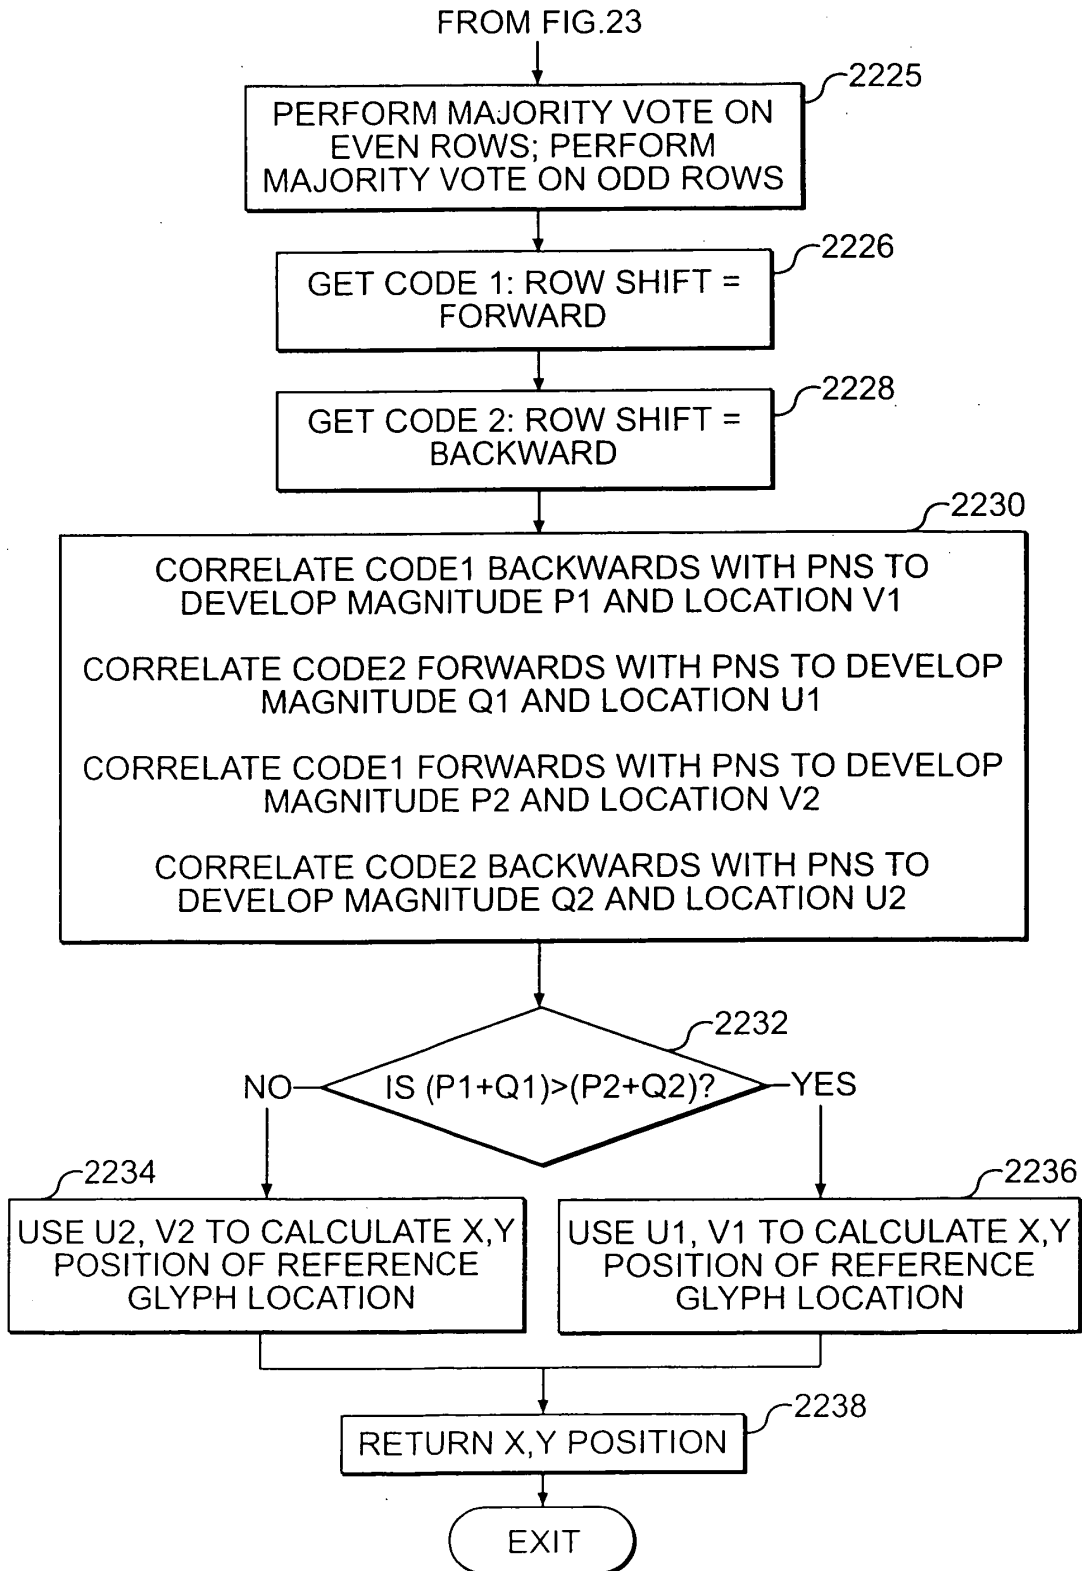 FROM FIG.23
2225
PERFORM MAJORITY VOTE ON
EVEN ROWS; PERFORM
MAJORITY VOTE ON ODD ROWS
2226
GET CODE 1: ROW SHIFT =
FORWARD
2228
GET CODE 2: ROW SHIFT =
BACKWARD
2230
CORRELATE CODE1 BACKWARDS WITH PNS TO
DEVELOP MAGNITUDE P1 AND LOCATION V1
CORRELATE CODE2 FORWARDS WITH PNS TO DEVELOP
MAGNITUDE Q1 AND LOCATION U1
CORRELATE CODE1 FORWARDS WITH PNS TO DEVELOP
MAGNITUDE P2 AND LOCATION V2
CORRELATE CODE2 BACKWARDS WITH PNS TO
DEVELOP MAGNITUDE Q2 AND LOCATION U2
2232
NO
IS (P1+Q1)>(P2+Q2)?
YES
2234
USE U2, V2 TO CALCULATE X,Y
POSITION OF REFERENCE
GLYPH LOCATION
2236
USE U1, V1 TO CALCULATE X,Y
POSITION OF REFERENCE
GLYPH LOCATION
2238
RETURN X,Y POSITION
EXIT